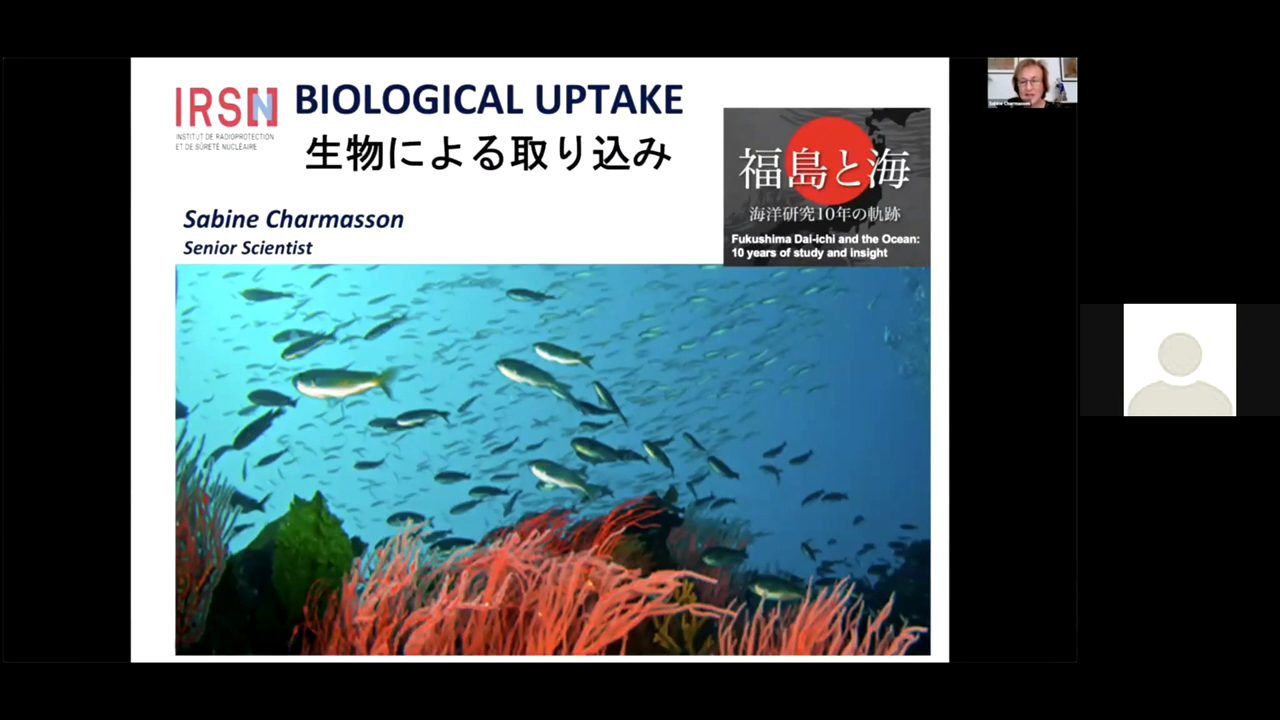 IRSN
INSTITUT DE RADIOPROTECTION
ET DE SÛRETÉ NUCLÉAIRE
BIOLOGICAL UPTAKE
生物による取り込み
Sabine Charmasson
Senior Scientist
福島と海
海洋研究10年の軌跡
Fukushima Dai-ichi and the Ocean:
10 years of study and insight
Sabine Charmasson